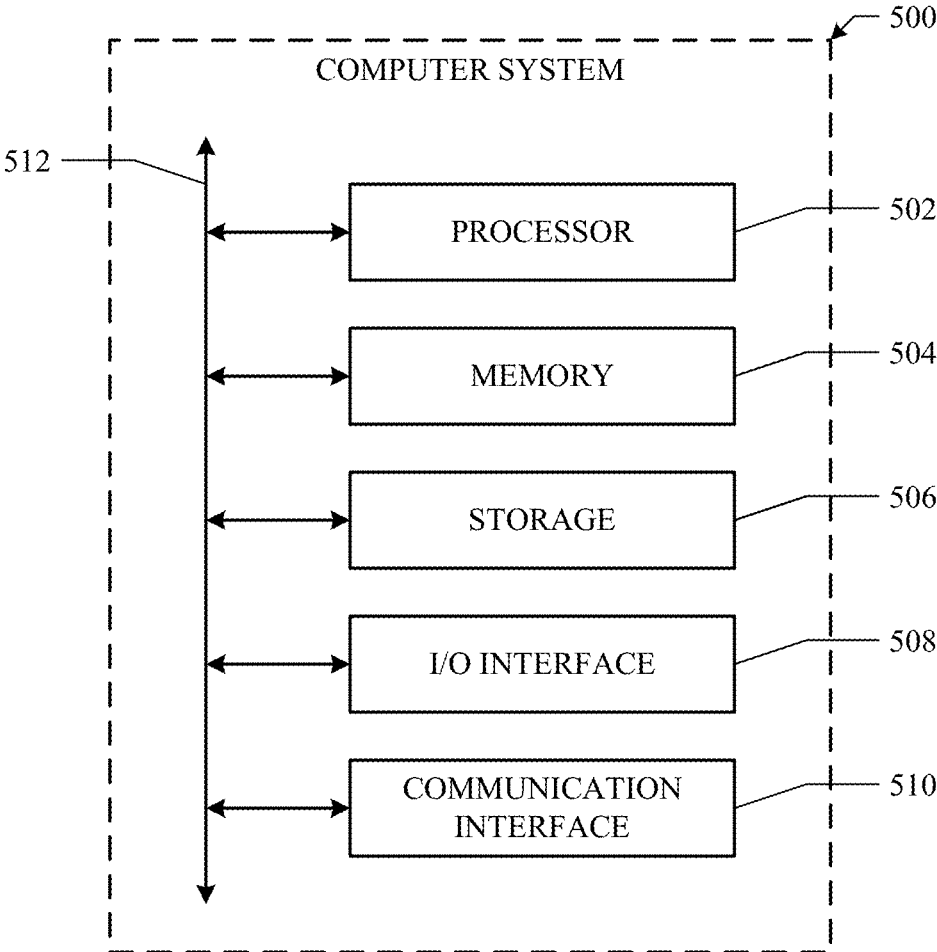 500
COMPUTER SYSTEM
512
PROCESSOR
502
MEMORY
504
STORAGE
506
I/O INTERFACE
508
COMMUNICATION
INTERFACE
510